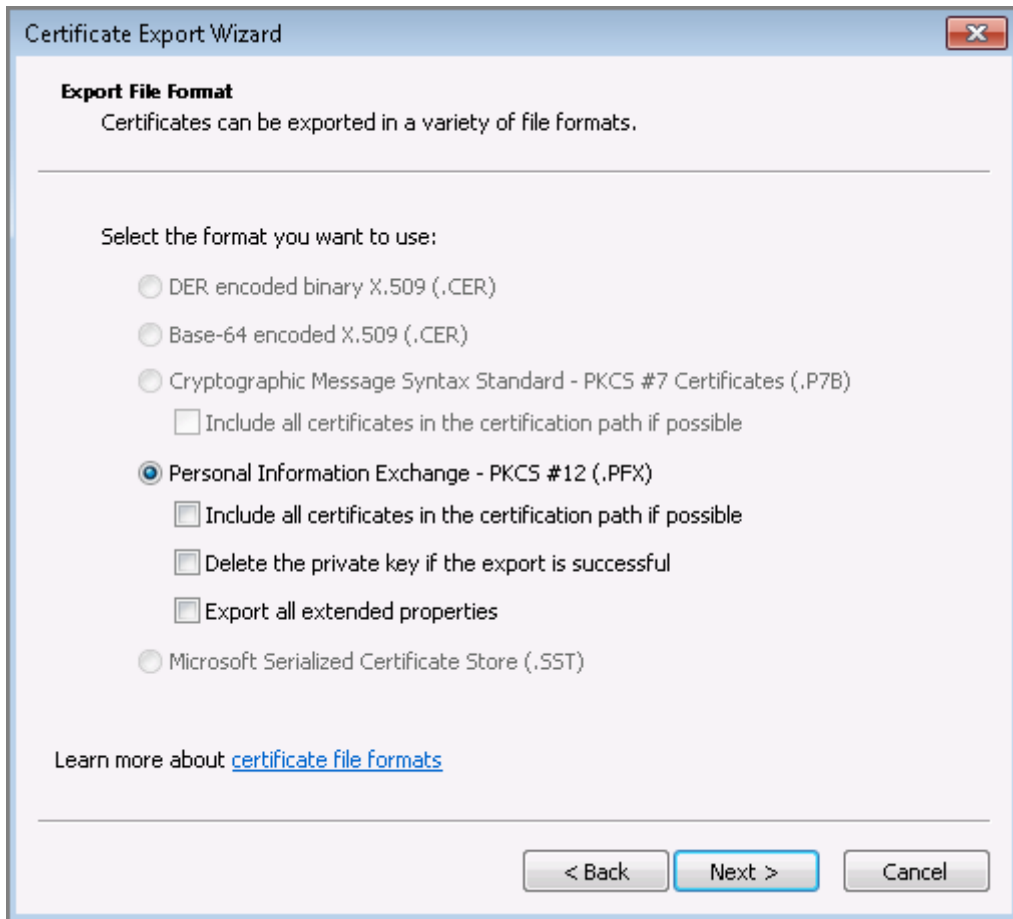 Certificate Export Wizard
Export File Format
Certificates can be exported in a variety of file formats.
Select the format you want to use:
DER encoded binary X.509 (.CER)
Base-64 encoded X.509 (.CER)
Cryptographic Message Syntax Standard - PKCS #7 Certificates (.P7B)
Include all certificates in the certification path if possible
Personal Information Exchange - PKCS #12 (.PFX)
Include all certificates in the certification path if possible
Delete the private key if the export is successful
Export all extended properties
Microsoft Serialized Certificate Store (.SST)
Learn more about certificate file formats
< Back Next > Cancel